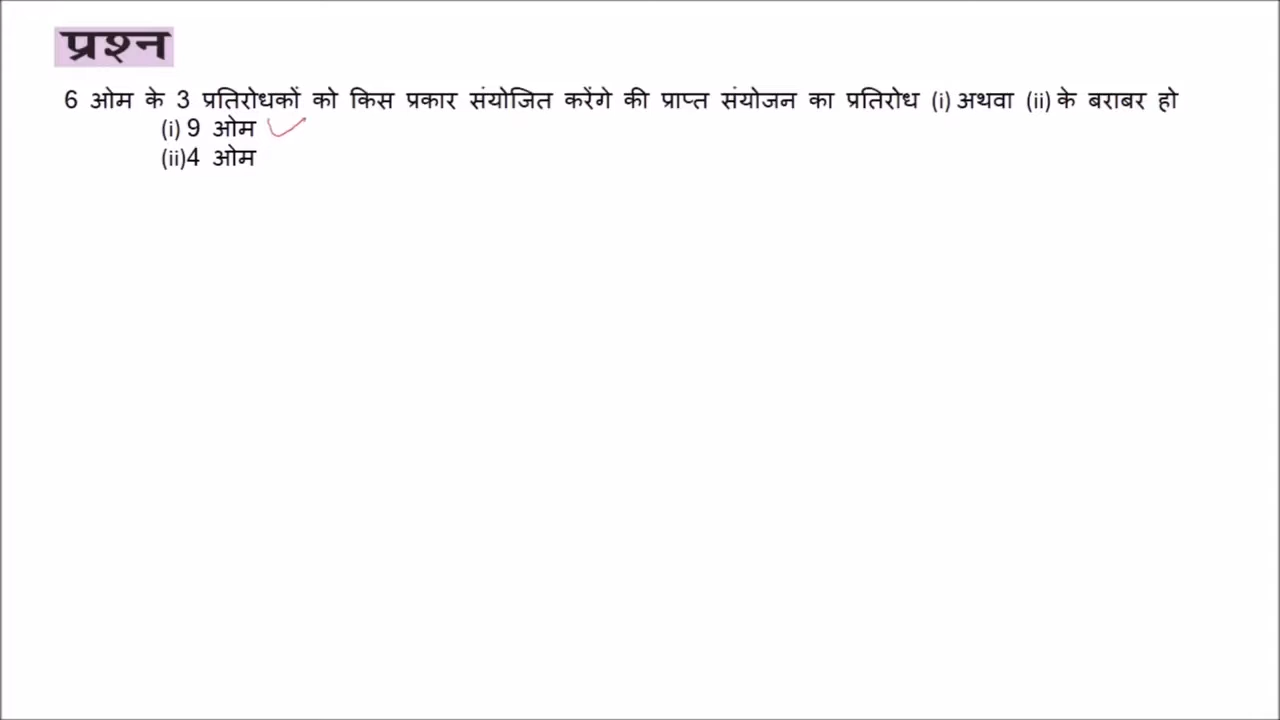 प्रश्न
6 ओम के 3 प्रतिरोधकों को किस प्रकार संयोजित करेंगे की प्राप्त संयोजन का प्रतिरोध (i) अथवा (ii) के बराबर हो
(i) 9 ओम
(ii)4 ओम